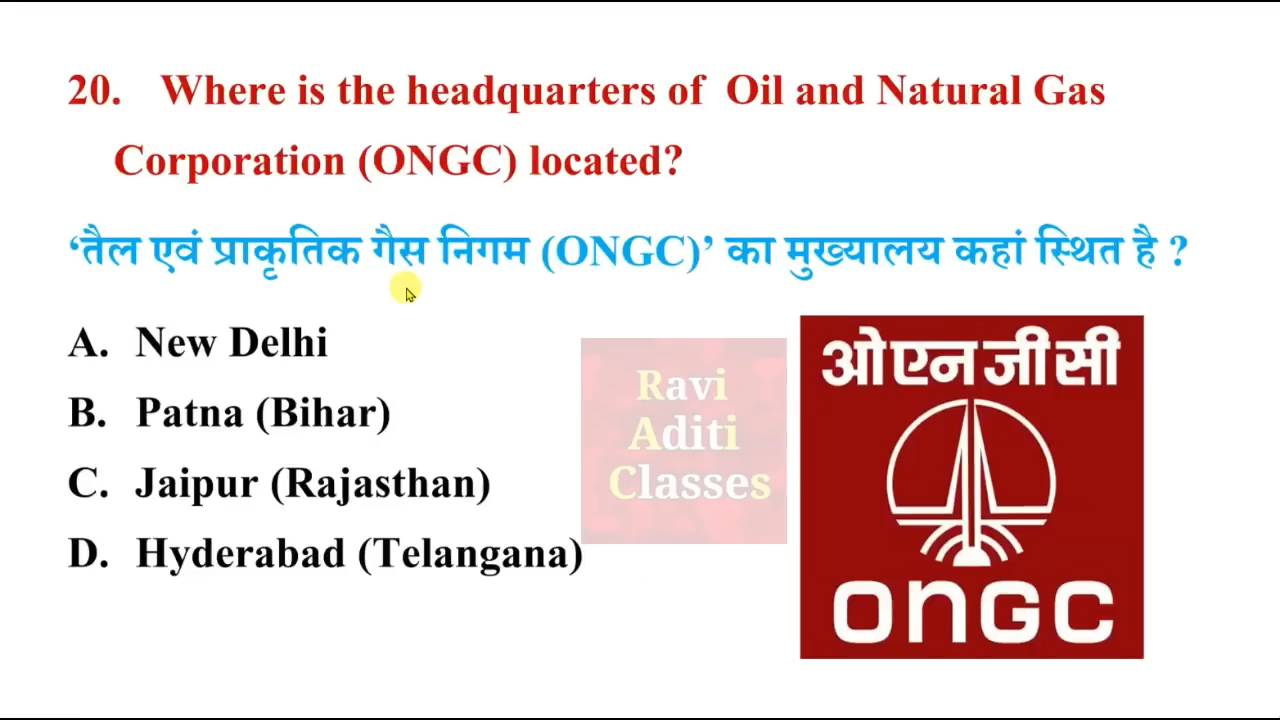 20. Where is the headquarters of Oil and Natural Gas
Corporation (ONGC) located?
‘तैल एवं प्राकृतिक गैस निगम (ONGC)’ का मुख्यालय कहां स्थित है ?
A. New Delhi
B. Patna (Bihar)
C. Jaipur (Rajasthan)
D. Hyderabad (Telangana)
Ravi
Aditi
Classes
ओएनजीसी
ONGC